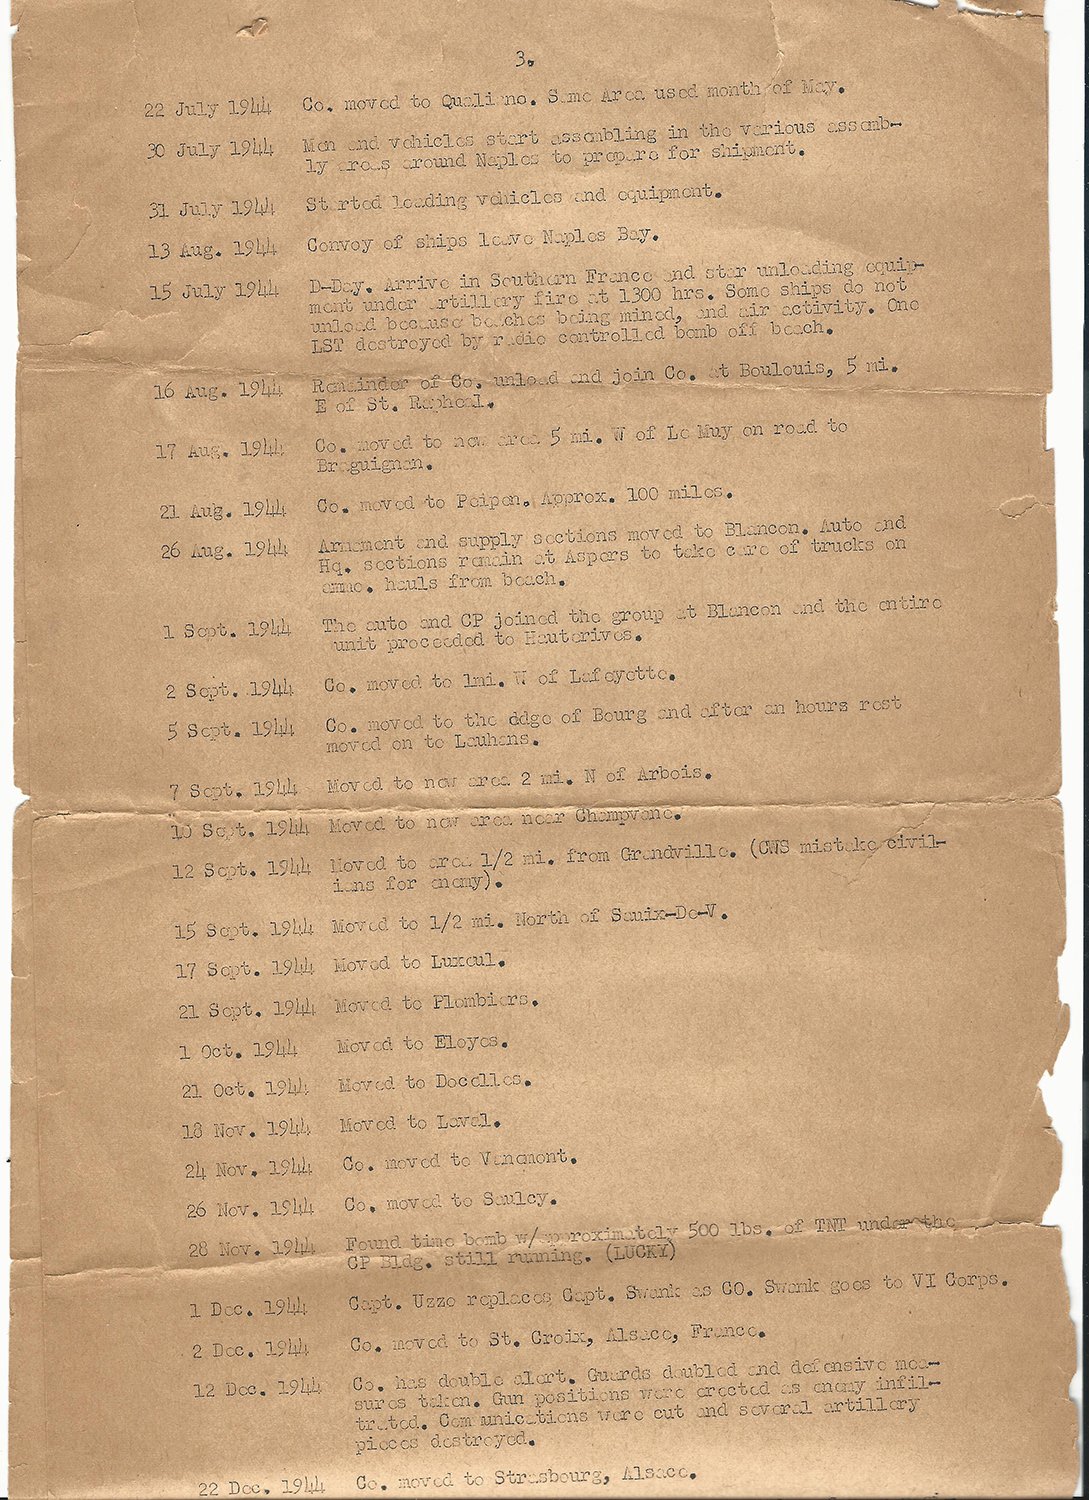 3.
22 July 1944 Co. moved to Qualiano. Same Area used month of May.
30 July 1944 Men and vehicles start assembling in the various assemb-
ly areas around Naples to prepare for shipment.
31 July 1944 Started loading vehicles and equipment.
13 Aug. 1944 Convoy of ships leave Naples Bay.
15 July 1944 D-Day. Arrive in Southern France and star unloading equip-
ment under artillery fire at 1300 hrs. Some ships do not
unload because beaches being mined, and air activity. One
LST destroyed by radio controlled bomb off beach.
16 Aug. 1944 Remainder of Co. unload and join Co. at Boulouis, 5 mi.
E of St. Rapheal.
17 Aug. 1944 Co. moved to new area 5 mi. W of Le Muy on road to
Braguignan.
21 Aug. 1944 Co. moved to Peipen. Approx. 100 miles.
26 Aug. 1944 Armament and supply sections moved to Blancon. Auto and
Hq. sections remain at Aspers to take care of trucks on
ammo. hauls from beach.
1 Sept. 1944 The auto and CP joined the group at Blancon and the entire
unit proceeded to Hauterives.
2 Sept. 1944 Co. moved to 1mi. W of Lafeyette.
5 Sept. 1944 Co. moved to the ddge of Bourg and after an hours rest
moved on to Lauhans.
7 Sept. 1944 Moved to new area 2 mi. N of Arbois.
10 Sept. 1944 Moved to new area near Champvane.
12 Sept. 1944 Moved to area 1/2 mi. from Grandville. (CWS mistake civil-
ians for enemy).
15 Sept. 1944 Moved to 1/2 mi. North of Sauix-De-V.
17 Sept. 1944 Moved to Luxeul.
21 Sept. 1944 Moved to Plombiers.
1 Oct. 1944 Moved to Eloyes.
21 Oct. 1944 Moved to Docelles.
18 Nov. 1944 Moved to Laval.
24 Nov. 1944 Co. moved to Vanemont.
26 Nov. 1944 Co. moved to Saulcy.
28 Nov. 1944 Found time bomb w/approximately 500 lbs. of TNT under the
CP Bldg. still running. (LUCKY)
1 Dec. 1944 Capt. Uzzo replaces Capt. Swank as CO. Swank goes to VI Corps.
2 Dec. 1944 Co. moved to St. Croix, Alsace, France.
12 Dec. 1944 Co. has double alert. Guards doubled and defensive mea-
sures taken. Gun positions were erected as enemy infil-
trated. Communications were cut and several artillery
pieces destroyed.
22 Dec. 1944 Co. moved to Strasbourg, Alsace.